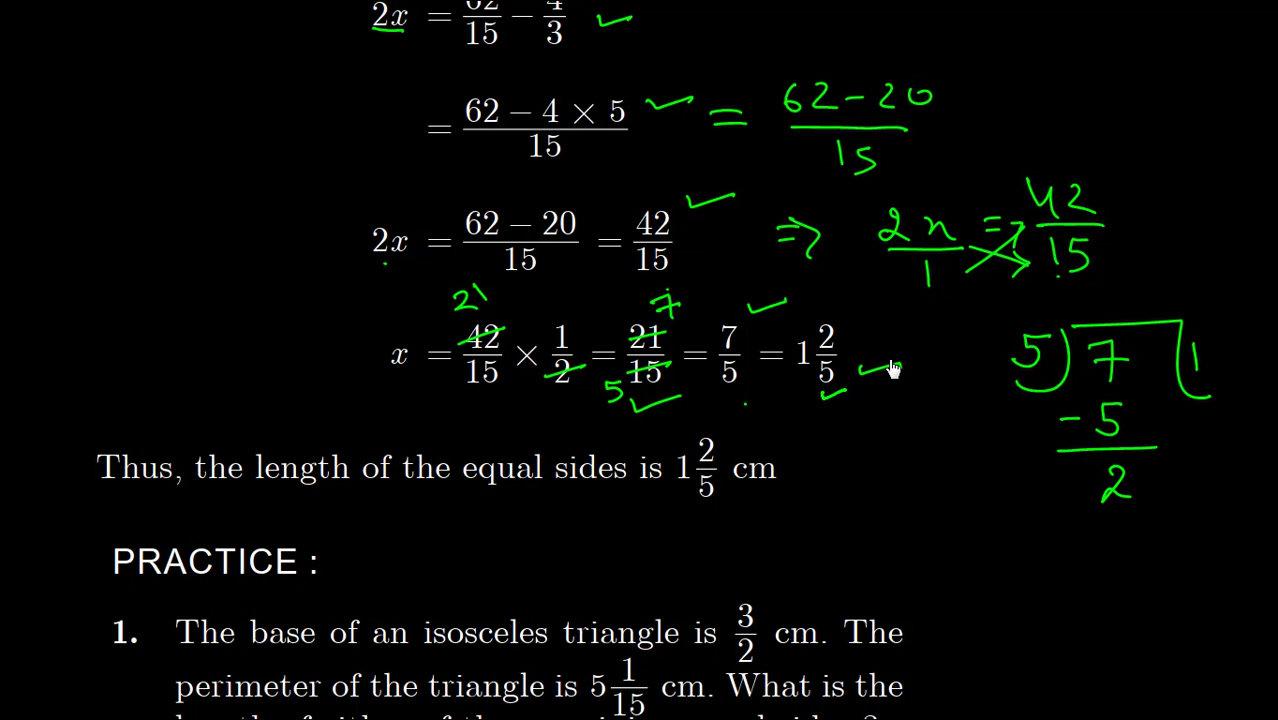 2x = 62/15 − 4/3 ✓
= (62 − 4 × 5)/15 ✓ = (62 - 20)/15
2x = (62 − 20)/15 = 42/15 ✓ ⇒ 2x/1 = 42/15
21 7
x = 42/15 × 1/2 = 21/15 = 7/5 = 1 2/5 ✓
5
5) 7 (1
- 5
2
Thus, the length of the equal sides is 1 2/5 cm
PRACTICE :
1. The base of an isosceles triangle is 3/2 cm. The
perimeter of the triangle is 5 1/15 cm. What is the